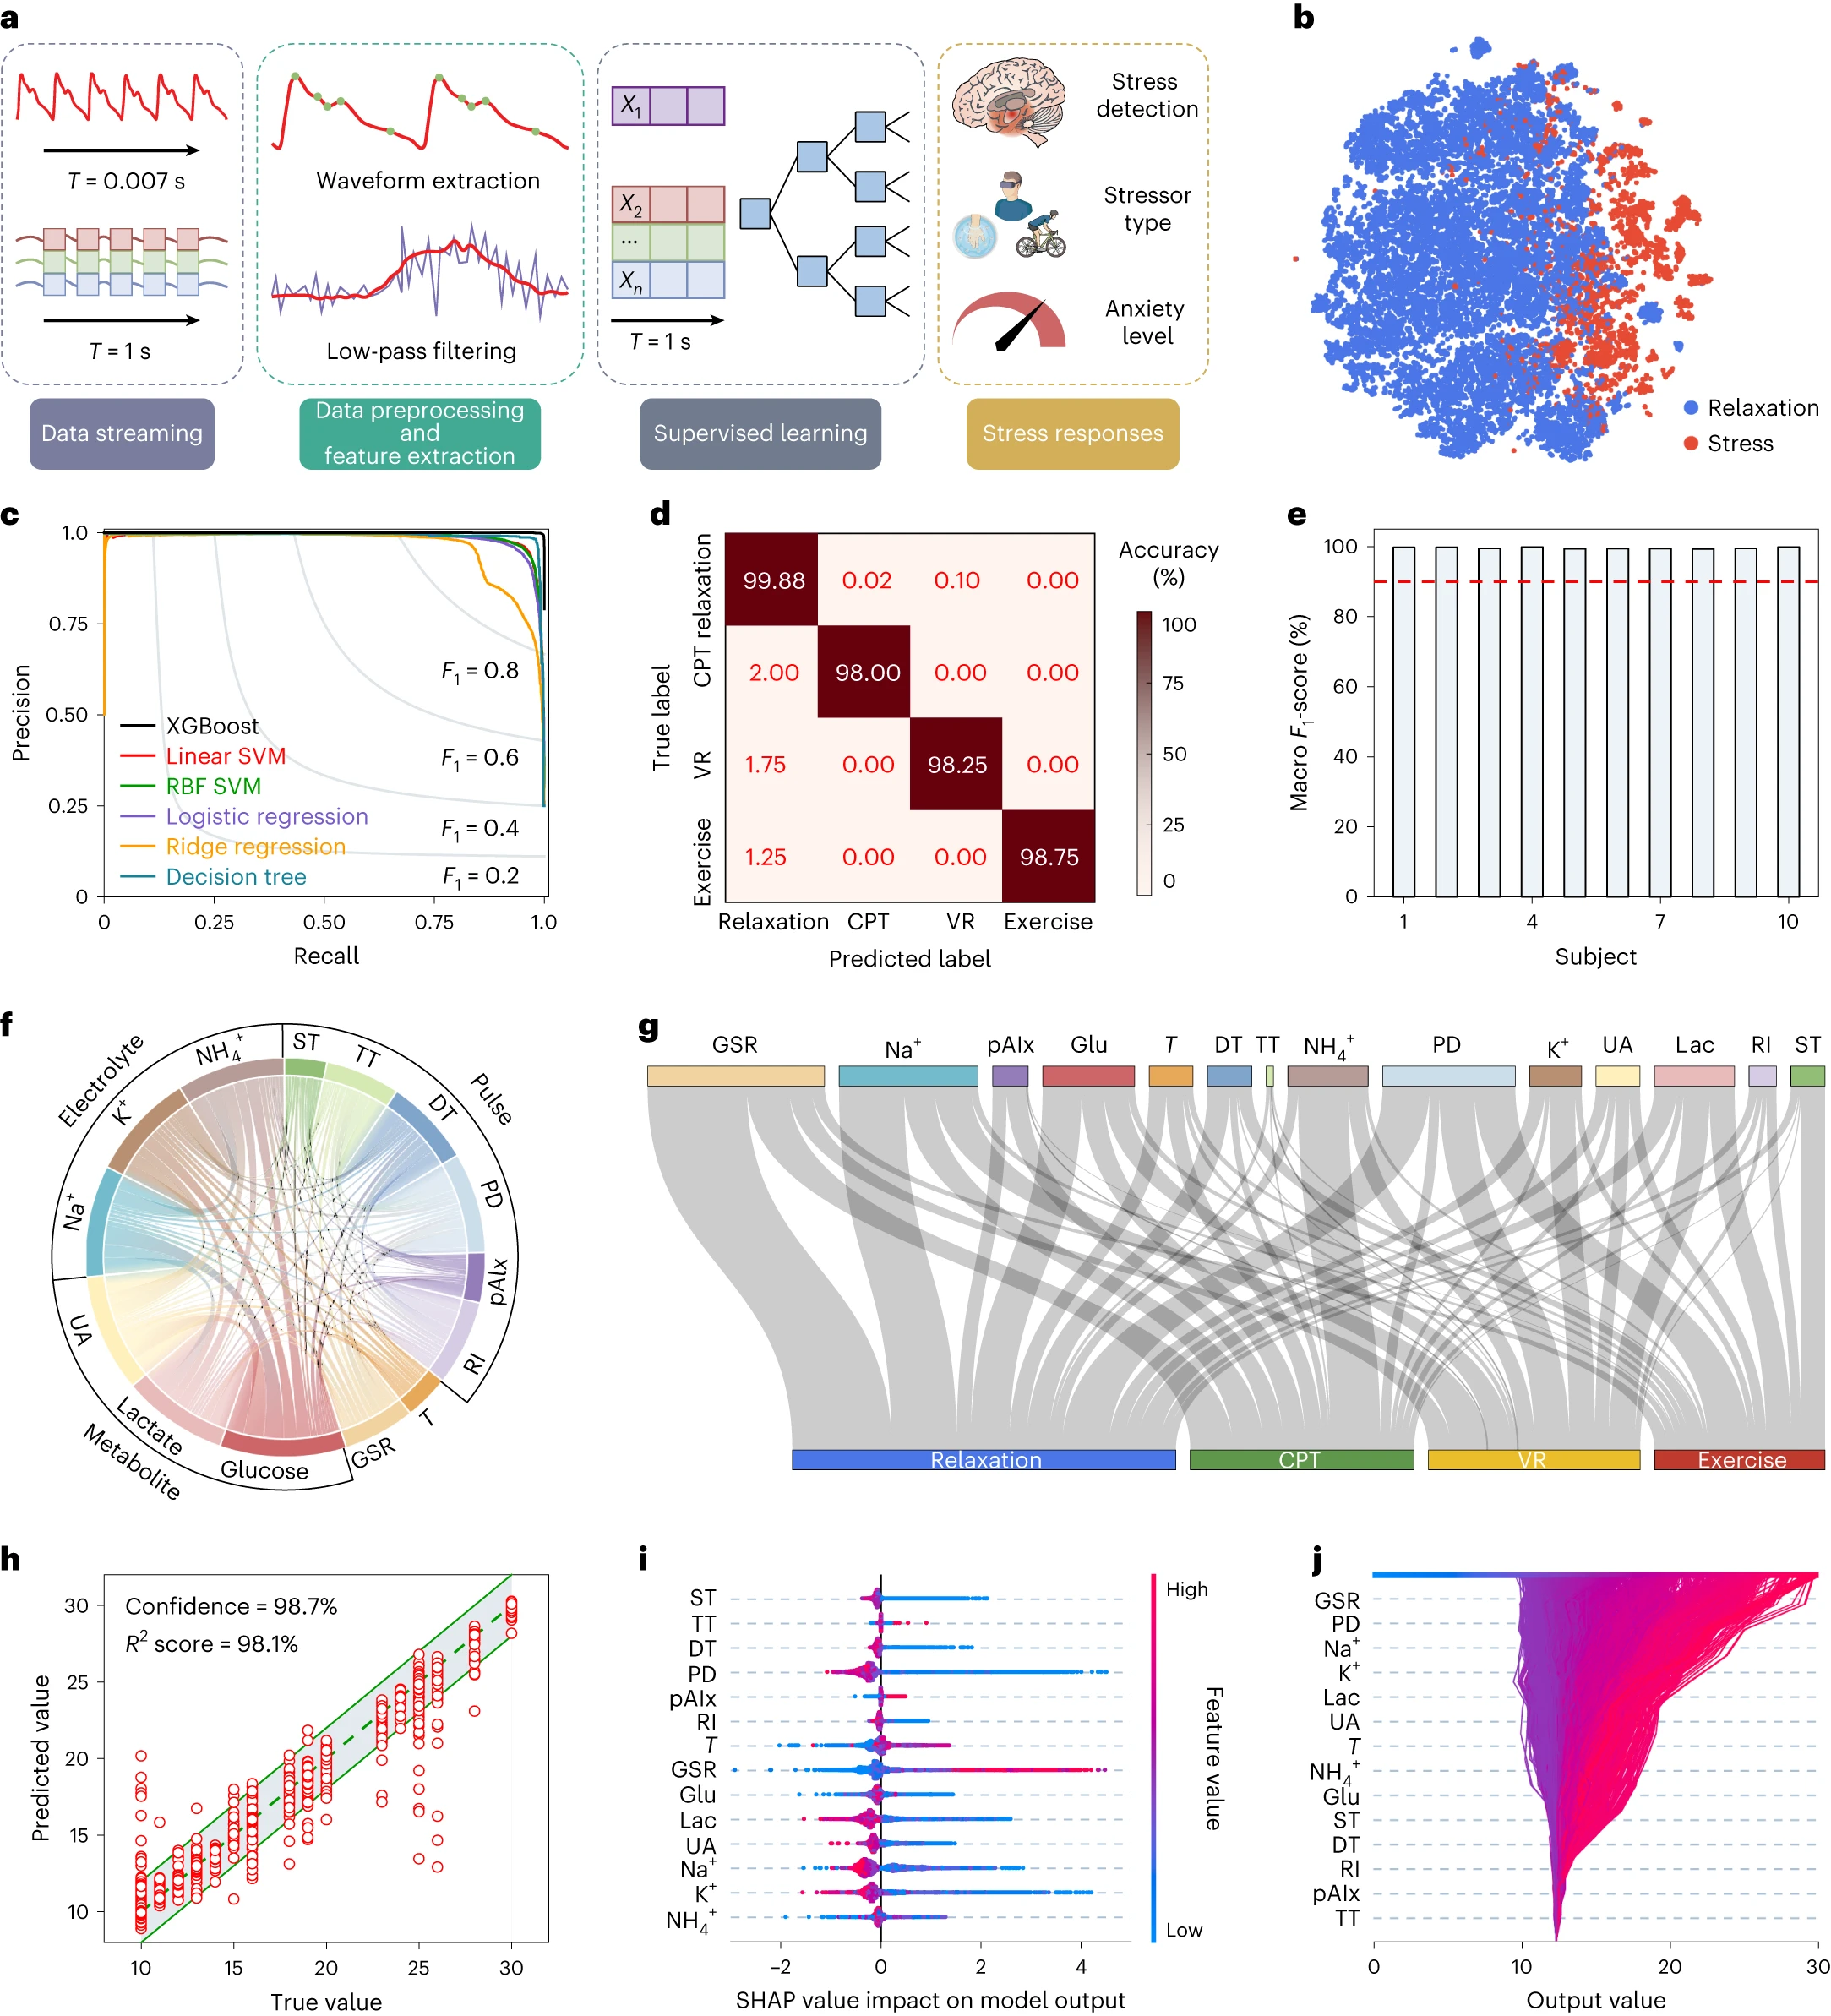 a
T = 0.007 s
T = 1 s
Data streaming
Waveform extraction
Low-pass filtering
Data preprocessing
and
feature extraction
X1
X2
...
Xn
T = 1 s
Supervised learning
Stress
detection
Stressor
type
Anxiety
level
Stress responses
b
Relaxation
Stress
c
Precision
1.0
0.75
0.50
0.25
0
0
0.25
0.50
0.75
1.0
Recall
F1 = 0.8
F1 = 0.6
F1 = 0.4
F1 = 0.2
XGBoost
Linear SVM
RBF SVM
Logistic regression
Ridge regression
Decision tree
d
True label
relaxation
CPT
VR
Exercise
99.88 0.02 0.10 0.00
2.00 98.00 0.00 0.00
1.75 0.00 98.25 0.00
1.25 0.00 0.00 98.75
Relaxation CPT VR Exercise
Predicted label
Accuracy
(%)
100
75
50
25
0
e
Macro F1-score (%)
100
80
60
40
20
0
1 4 7 10
Subject
f
Electrolyte
Pulse
Metabolite
NH4+
ST
TT
DT
PD
pAIx
RI
T
GSR
Glucose
Lactate
UA
Na+
K+
g
GSR Na+ pAIx Glu T DT TT NH4+ PD K+ UA Lac RI ST
Relaxation CPT VR Exercise
h
Confidence = 98.7%
R2 score = 98.1%
Predicted value
30
25
20
15
10
10 15 20 25 30
True value
i
ST
TT
DT
PD
pAIx
RI
T
GSR
Glu
Lac
UA
Na+
K+
NH4+
−2 0 2 4
SHAP value impact on model output
High
Feature value
Low
j
GSR
PD
Na+
K+
Lac
UA
T
NH4+
Glu
ST
DT
RI
pAIx
TT
0 10 20 30
Output value